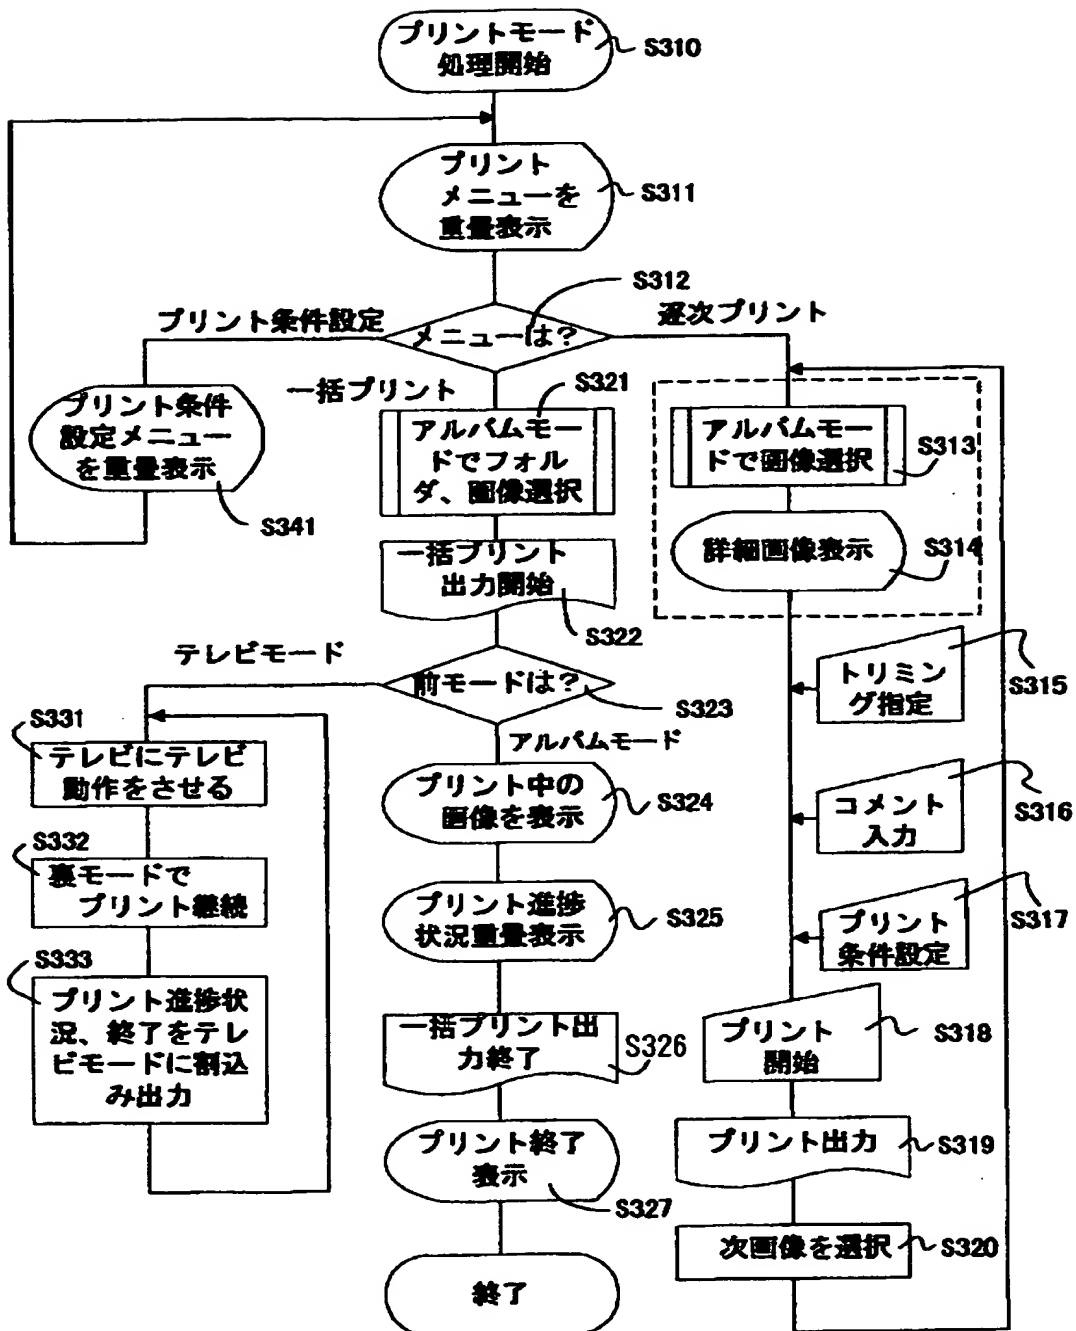 プリントモード
処理開始
S310
プリント
メニューを
重畳表示
S311
S312
メニューは?
プリント条件設定
逐次プリント
一括プリント
プリント条件
設定メニュー
を重畳表示
S341
S321
アルバムモー
ドでフォル
ダ、画像選択
一括プリント
出力開始
S322
テレビモード
前モードは?
S323
アルバムモード
S331
テレビにテレビ
動作をさせる
S332
裏モードで
プリント継続
S333
プリント進捗状
況、終了をテレ
ビモードに割込
み出力
プリント中の
画像を表示
S324
プリント進捗
状況重畳表示
S325
一括プリント出
力終了
S326
プリント終了
表示
S327
終了
アルバムモー
ドで画像選択
S313
詳細画像表示
S314
トリミン
グ指定
S315
コメント
入力
S316
プリント
条件設定
S317
プリント
開始
S318
プリント出力
S319
次画像を選択
S320